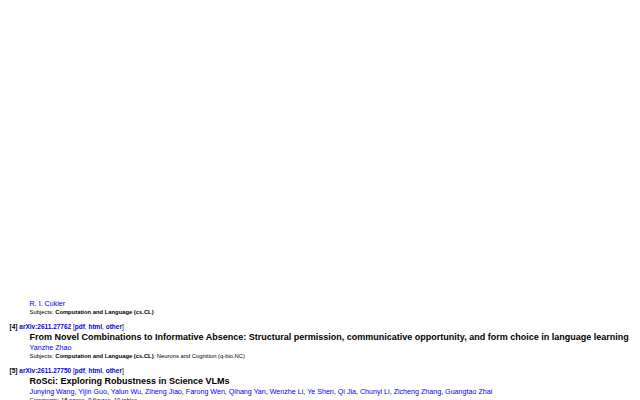 R. I. Cukier
Subjects: Computation and Language (cs.CL)
[4] arXiv:2611.27762 [pdf, html, other]
From Novel Combinations to Informative Absence: Structural permission, communicative opportunity, and form choice in language learning
Yanzhe Zhao
Subjects: Computation and Language (cs.CL); Neurons and Cognition (q-bio.NC)
[5] arXiv:2611.27750 [pdf, html, other]
RoSci: Exploring Robustness in Science VLMs
Junying Wang, Yijin Guo, Yalun Wu, Ziheng Jiao, Farong Wen, Qihang Yan, Wenzhe Li, Ye Shen, Qi Jia, Chunyi Li, Zicheng Zhang, Guangtao Zhai